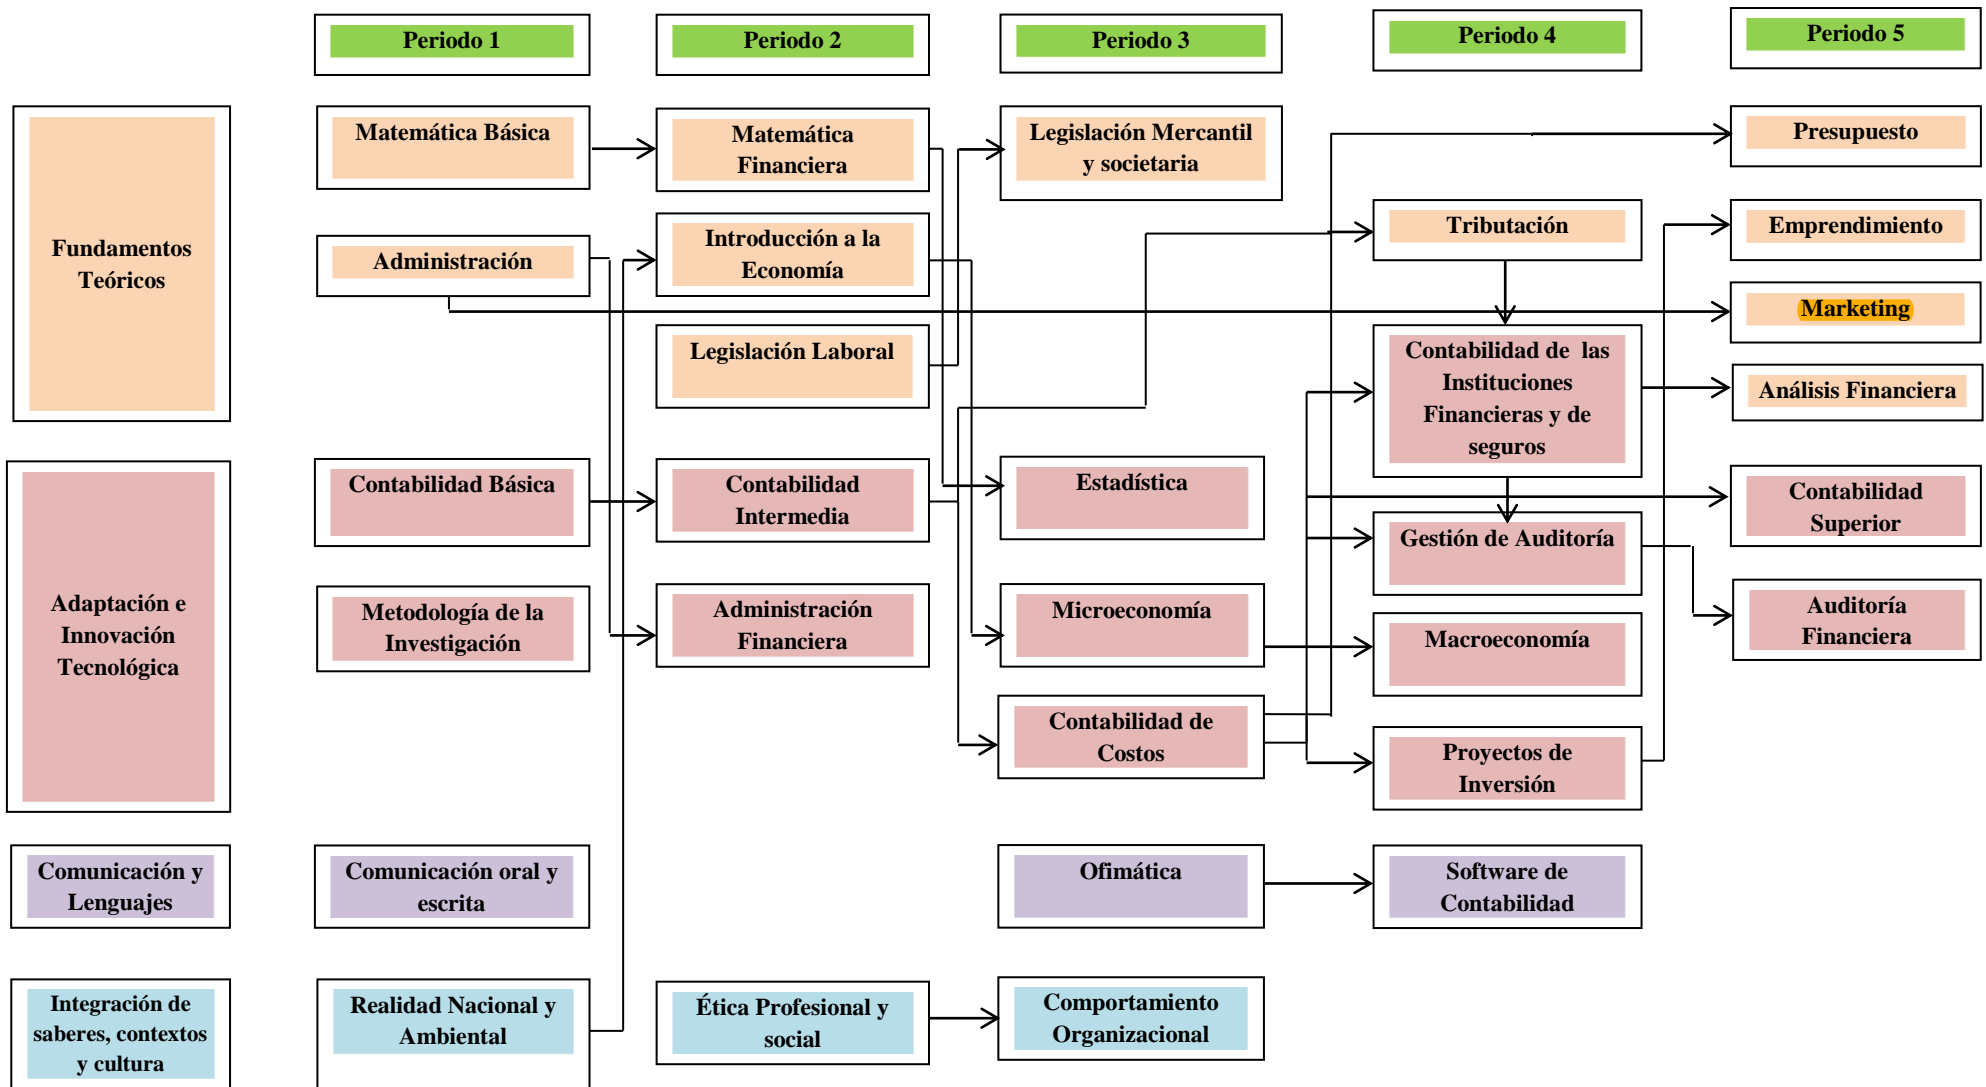 Periodo 1
Periodo 2
Periodo 3
Periodo 4
Periodo 5
Fundamentos
Teóricos
Matemática Básica
Matemática
Financiera
Legislación Mercantil
y societaria
Presupuesto
Administración
Introducción a la
Economía
Tributación
Emprendimiento
Legislación Laboral
Marketing
Contabilidad de las
Instituciones
Financieras y de
seguros
Análisis Financiera
Adaptación e
Innovación
Tecnológica
Contabilidad Básica
Contabilidad
Intermedia
Estadística
Contabilidad
Superior
Gestión de Auditoría
Metodología de la
Investigación
Administración
Financiera
Microeconomía
Macroeconomía
Auditoría
Financiera
Contabilidad de
Costos
Proyectos de
Inversión
Comunicación y
Lenguajes
Comunicación oral y
escrita
Ofimática
Software de
Contabilidad
Integración de
saberes, contextos
y cultura
Realidad Nacional y
Ambiental
Ética Profesional y
social
Comportamiento
Organizacional